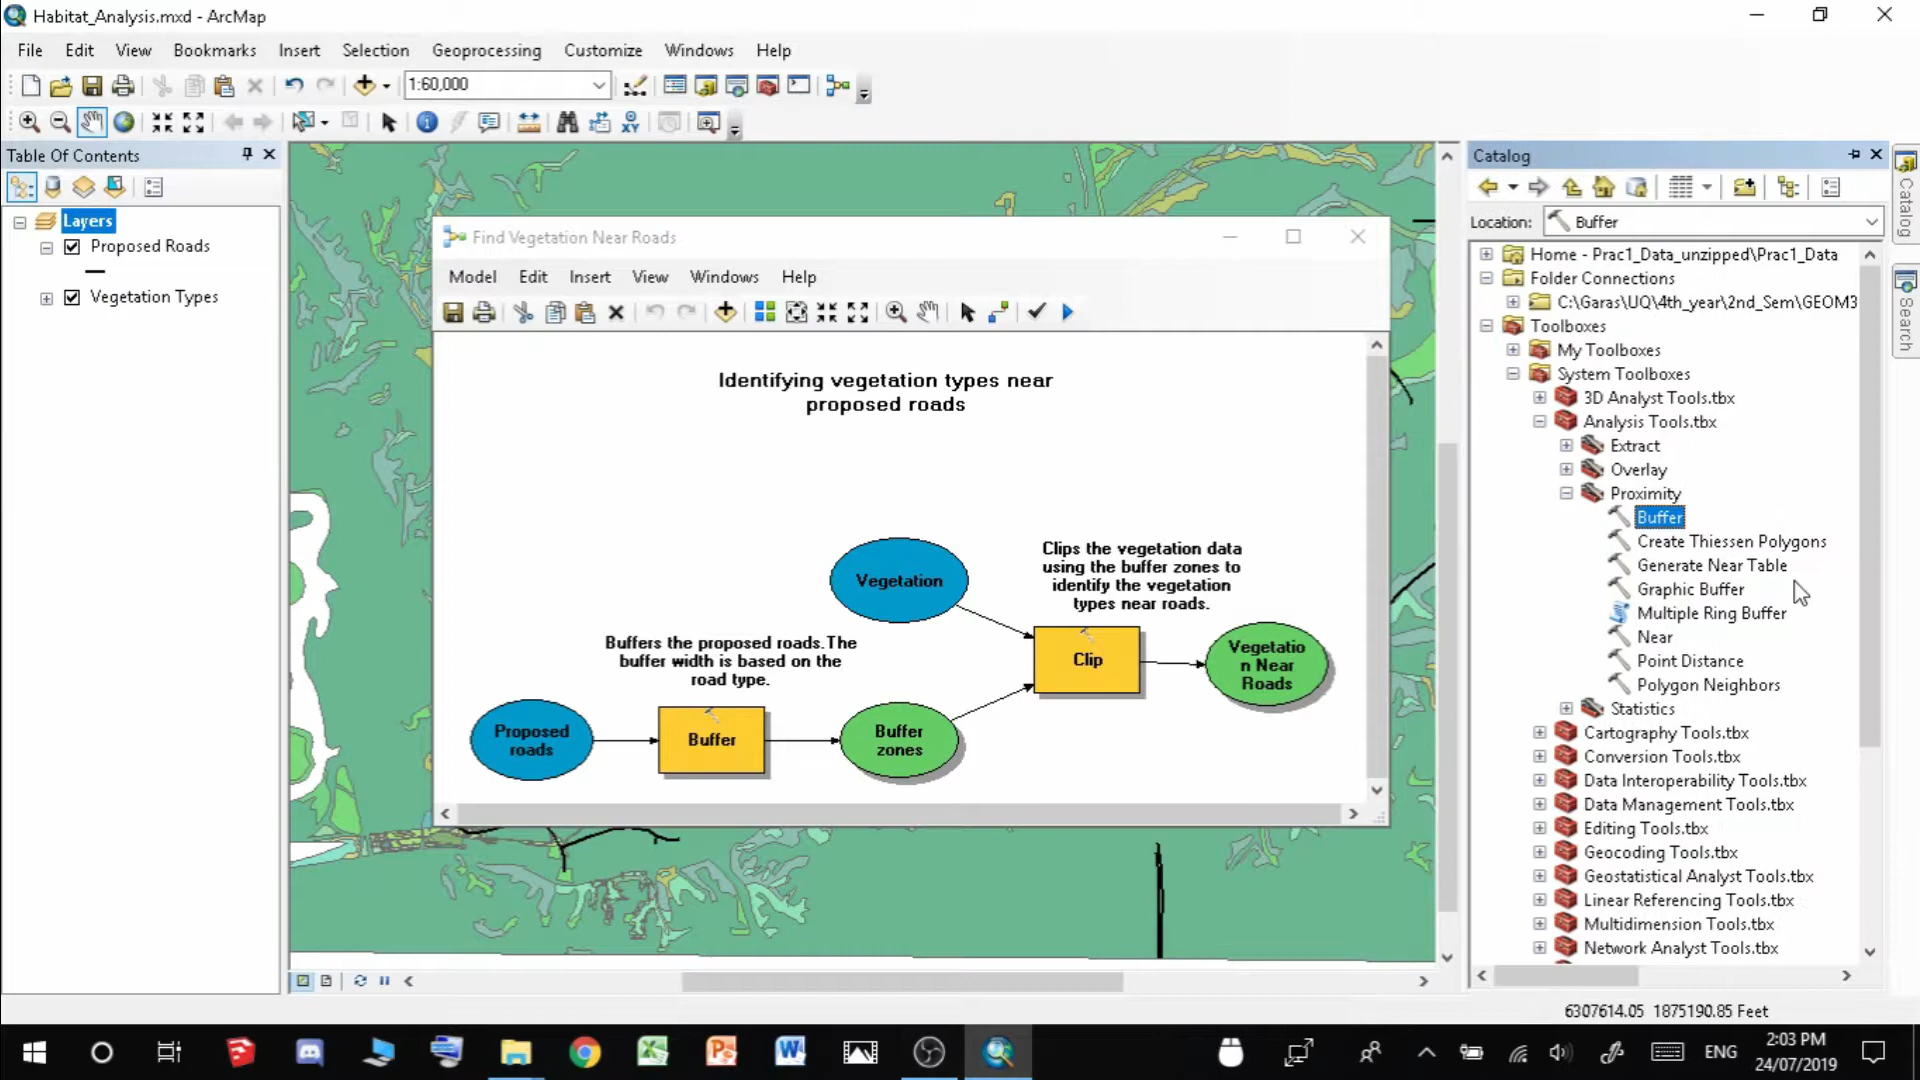 Habitat_Analysis.mxd - ArcMap
File Edit View Bookmarks Insert Selection Geoprocessing Customize Windows Help
1:60,000
Table Of Contents
Layers
Proposed Roads
Vegetation Types
Find Vegetation Near Roads
Model Edit Insert View Windows Help
Identifying vegetation types near
proposed roads
Vegetation
Clips the vegetation data
using the buffer zones to
identify the vegetation
types near roads.
Buffers the proposed roads.The
buffer width is based on the
road type.
Clip
Vegetatio
n Near
Roads
Proposed
roads
Buffer
Buffer
zones
Catalog
Location: Buffer
Home - Prac1_Data_unzipped\Prac1_Data
Folder Connections
C:\Garas\UQ\4th_year\2nd_Sem\GEOM3
Toolboxes
My Toolboxes
System Toolboxes
3D Analyst Tools.tbx
Analysis Tools.tbx
Extract
Overlay
Proximity
Buffer
Create Thiessen Polygons
Generate Near Table
Graphic Buffer
Multiple Ring Buffer
Near
Point Distance
Polygon Neighbors
Statistics
Cartography Tools.tbx
Conversion Tools.tbx
Data Interoperability Tools.tbx
Data Management Tools.tbx
Editing Tools.tbx
Geocoding Tools.tbx
Geostatistical Analyst Tools.tbx
Linear Referencing Tools.tbx
Multidimension Tools.tbx
Network Analyst Tools.tbx
Catalog
Search
6307614.05 1875190.85 Feet
ENG
2:03 PM
24/07/2019